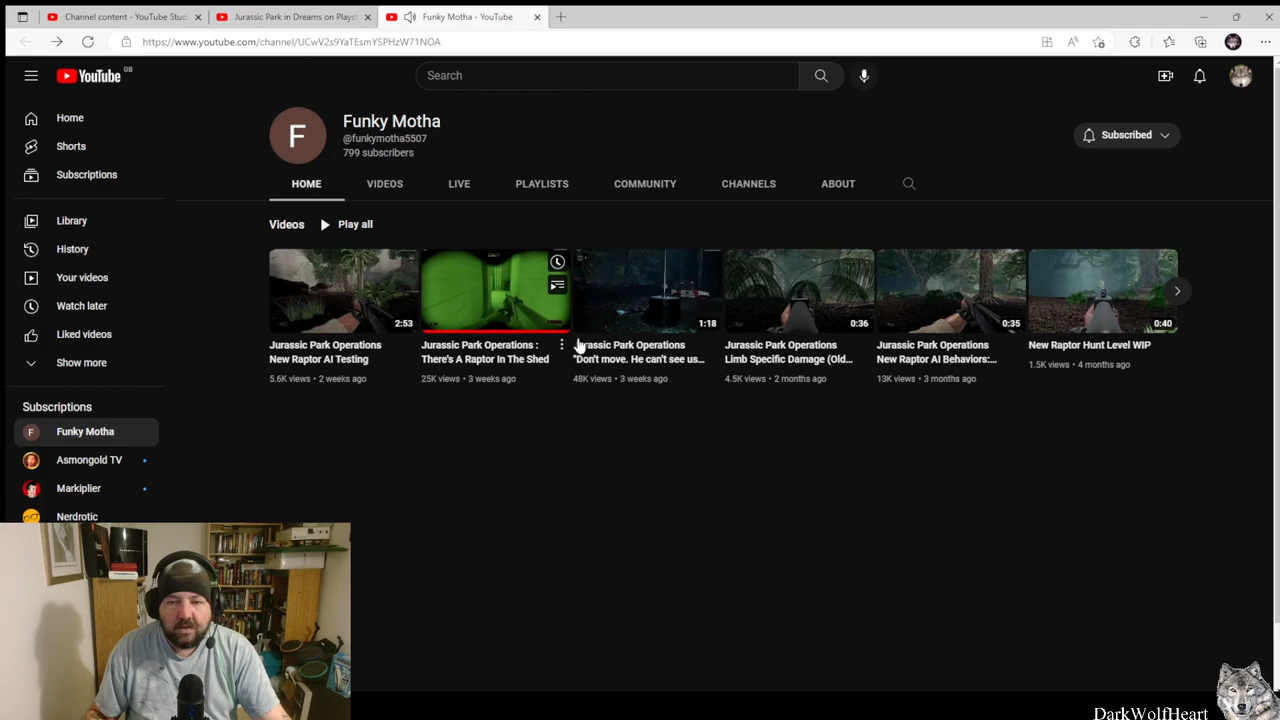 Channel content - YouTube Stud
Jurassic Park in Dreams on Playst
Funky Motha - YouTube
https://www.youtube.com/channel/UCwV2s9YaTEsmYSPHzW71NOA
YouTube GB
Search
Home
Shorts
Subscriptions
Library
History
Your videos
Watch later
Liked videos
Show more
Subscriptions
Funky Motha
Asmongold TV
Markiplier
Nerdrotic
F
Funky Motha
@funkymotha5507
799 subscribers
Subscribed
HOME VIDEOS LIVE PLAYLISTS COMMUNITY CHANNELS ABOUT
Videos Play all
2:53
Jurassic Park Operations
New Raptor AI Testing
5.6K views • 2 weeks ago
Jurassic Park Operations :
There's A Raptor In The Shed
25K views • 3 weeks ago
1:18
Jurassic Park Operations
"Don't move. He can't see us...
48K views • 3 weeks ago
0:36
Jurassic Park Operations
Limb Specific Damage (Old...
4.5K views • 2 months ago
0:35
Jurassic Park Operations
New Raptor AI Behaviors:...
13K views • 3 months ago
0:40
New Raptor Hunt Level WIP
1.5K views • 4 months ago
DarkWolfHeart